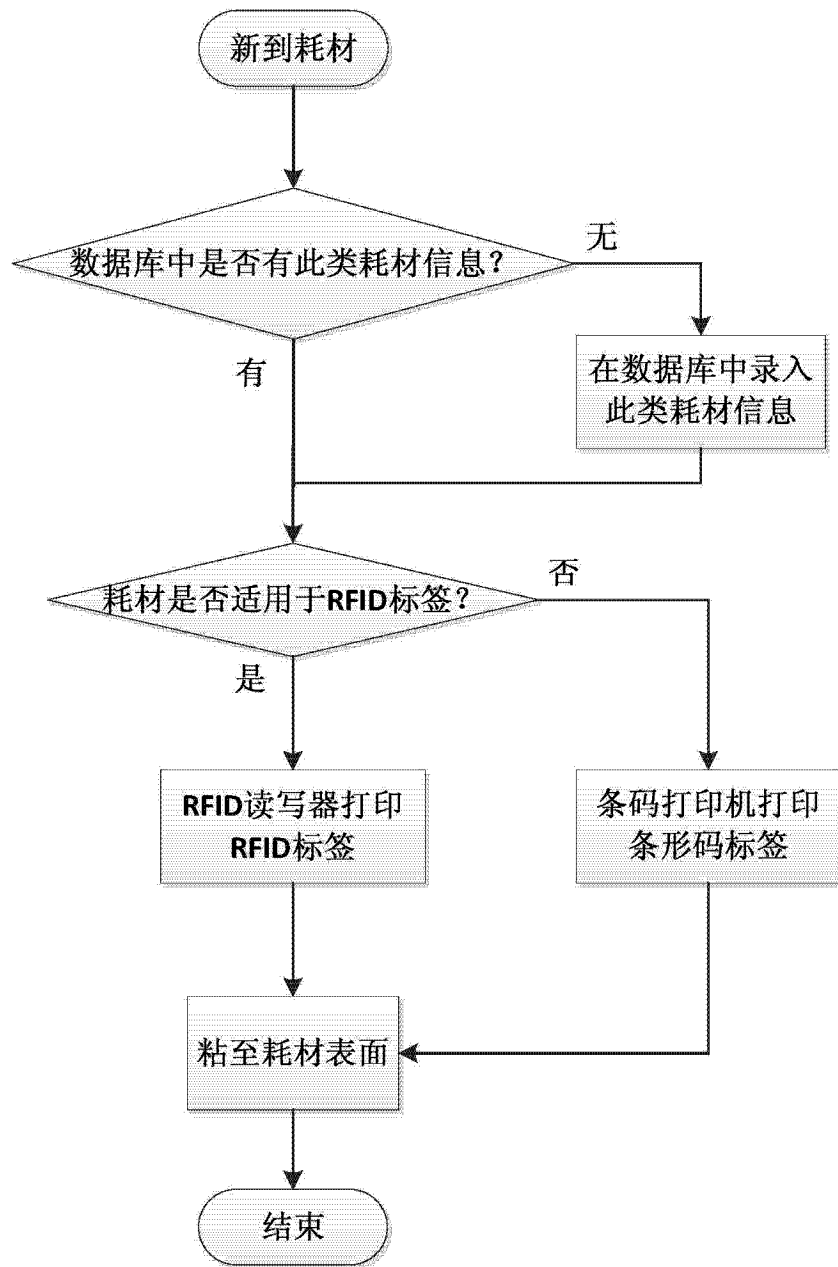 新到耗材
数据库中是否有此类耗材信息？
无
有
在数据库中录入
此类耗材信息
耗材是否适用于RFID标签？
否
是
RFID读写器打印
RFID标签
条码打印机打印
条形码标签
粘至耗材表面
结束